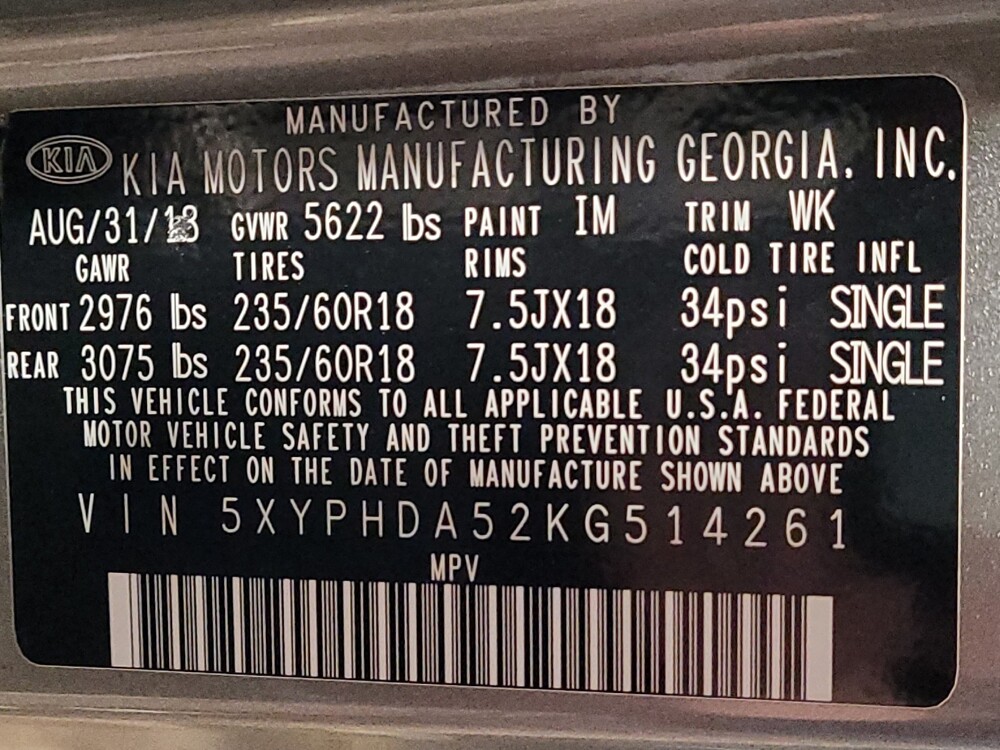 MANUFACTURED BY
KIA KIA MOTORS MANUFACTURING GEORGIA. INC.
AUG/31/18 GVWR 5622 lbs PAINT IM TRIM WK
GAWR TIRES RIMS COLD TIRE INFL
FRONT 2976 lbs 235/60R18 7.5JX18 34psi SINGLE
REAR 3075 lbs 235/60R18 7.5JX18 34psi SINGLE
THIS VEHICLE CONFORMS TO ALL APPLICABLE U.S.A. FEDERAL
MOTOR VEHICLE SAFETY AND THEFT PREVENTION STANDARDS
IN EFFECT ON THE DATE OF MANUFACTURE SHOWN ABOVE
VIN 5XYPHDA52KG514261
MPV